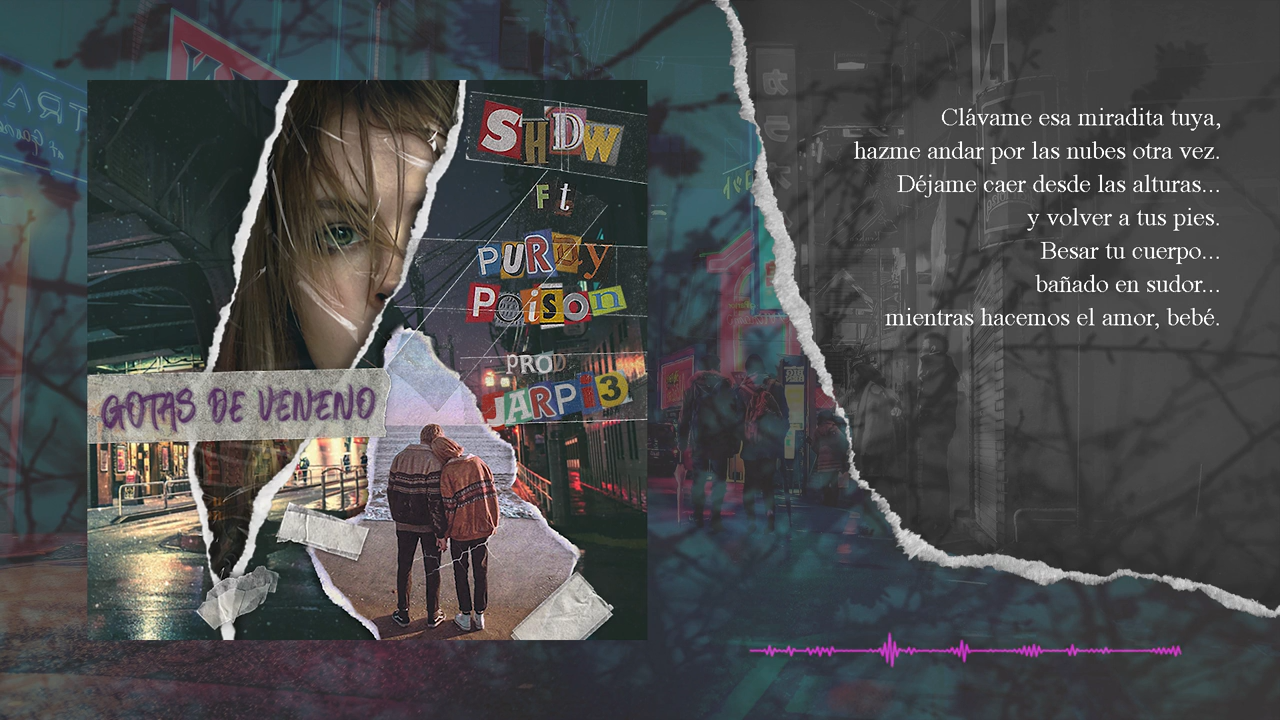 SHDW
Ft
PURÇY
POiSon
PROD
JARPi3
GOTAS DE VENENO
Clávame esa miradita tuya,
hazme andar por las nubes otra vez.
Déjame caer desde las alturas...
y volver a tus pies.
Besar tu cuerpo...
bañado en sudor...
mientras hacemos el amor, bebé.